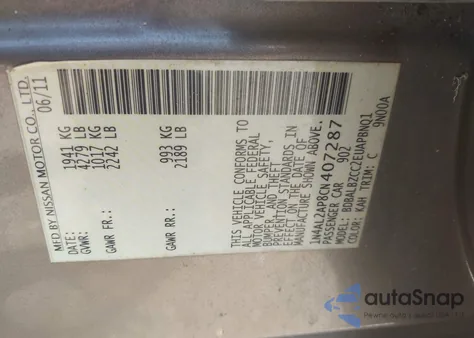 MFD BY NISSAN MOTOR CO., LTD.
DATE: 06/11
GVWR: 1941 KG
4279 LB
GAWR FR.: 1017 KG
2242 LB
GAWR RR.: 993 KG
2189 LB
THIS VEHICLE CONFORMS TO
ALL APPLICABLE FEDERAL
MOTOR VEHICLE SAFETY,
BUMPER, AND THEFT
PREVENTION STANDARDS IN
EFFECT ON THE DATE OF
MANUFACTURE SHOWN ABOVE.
1N4AL2AP8CN407287
PASSENGER CAR 902
MODEL: BDBALBZCCZEUAPBNQ1
COLOR: KAH TRIM: C 9N00A
autoSnap